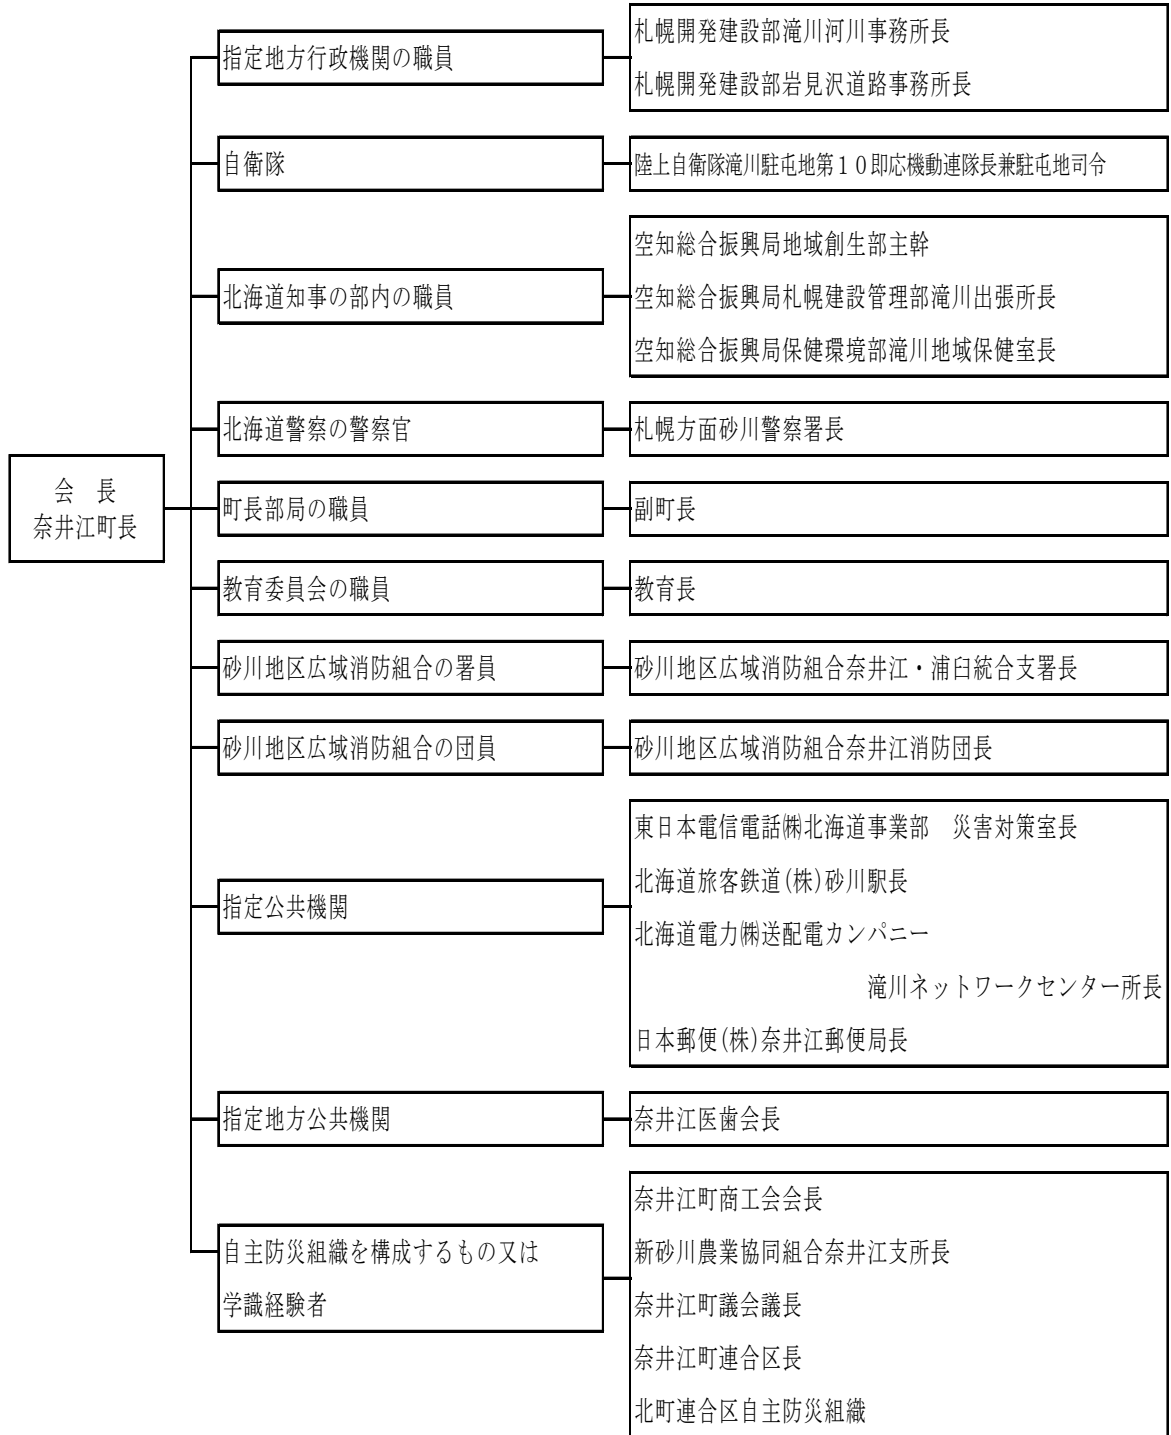 会　長
奈井江町長
指定地方行政機関の職員
札幌開発建設部滝川河川事務所長
札幌開発建設部岩見沢道路事務所長
自衛隊
陸上自衛隊滝川駐屯地第１０即応機動連隊長兼駐屯地司令
北海道知事の部内の職員
空知総合振興局地域創生部主幹
空知総合振興局札幌建設管理部滝川出張所長
空知総合振興局保健環境部滝川地域保健室長
北海道警察の警察官
札幌方面砂川警察署長
町長部局の職員
副町長
教育委員会の職員
教育長
砂川地区広域消防組合の署員
砂川地区広域消防組合奈井江・浦臼統合支署長
砂川地区広域消防組合の団員
砂川地区広域消防組合奈井江消防団長
指定公共機関
東日本電信電話㈱北海道事業部　災害対策室長
北海道旅客鉄道(株)砂川駅長
北海道電力㈱送配電カンパニー
滝川ネットワークセンター所長
日本郵便(株)奈井江郵便局長
指定地方公共機関
奈井江医歯会長
自主防災組織を構成するもの又は
学識経験者
奈井江町商工会会長
新砂川農業協同組合奈井江支所長
奈井江町議会議長
奈井江町連合区長
北町連合区自主防災組織